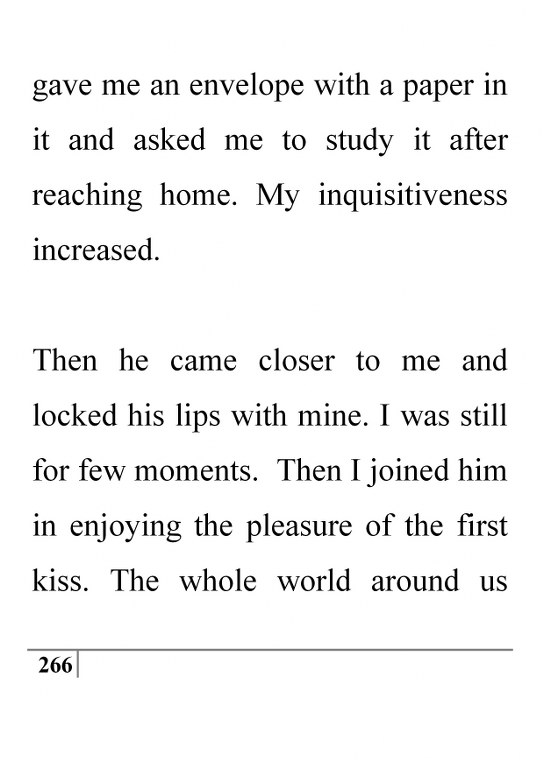 gave me an envelope with a paper in
it and asked me to study it after
reaching home. My inquisitiveness
increased.
Then he came closer to me and
locked his lips with mine. I was still
for few moments. Then I joined him
in enjoying the pleasure of the first
kiss. The whole world around us
266